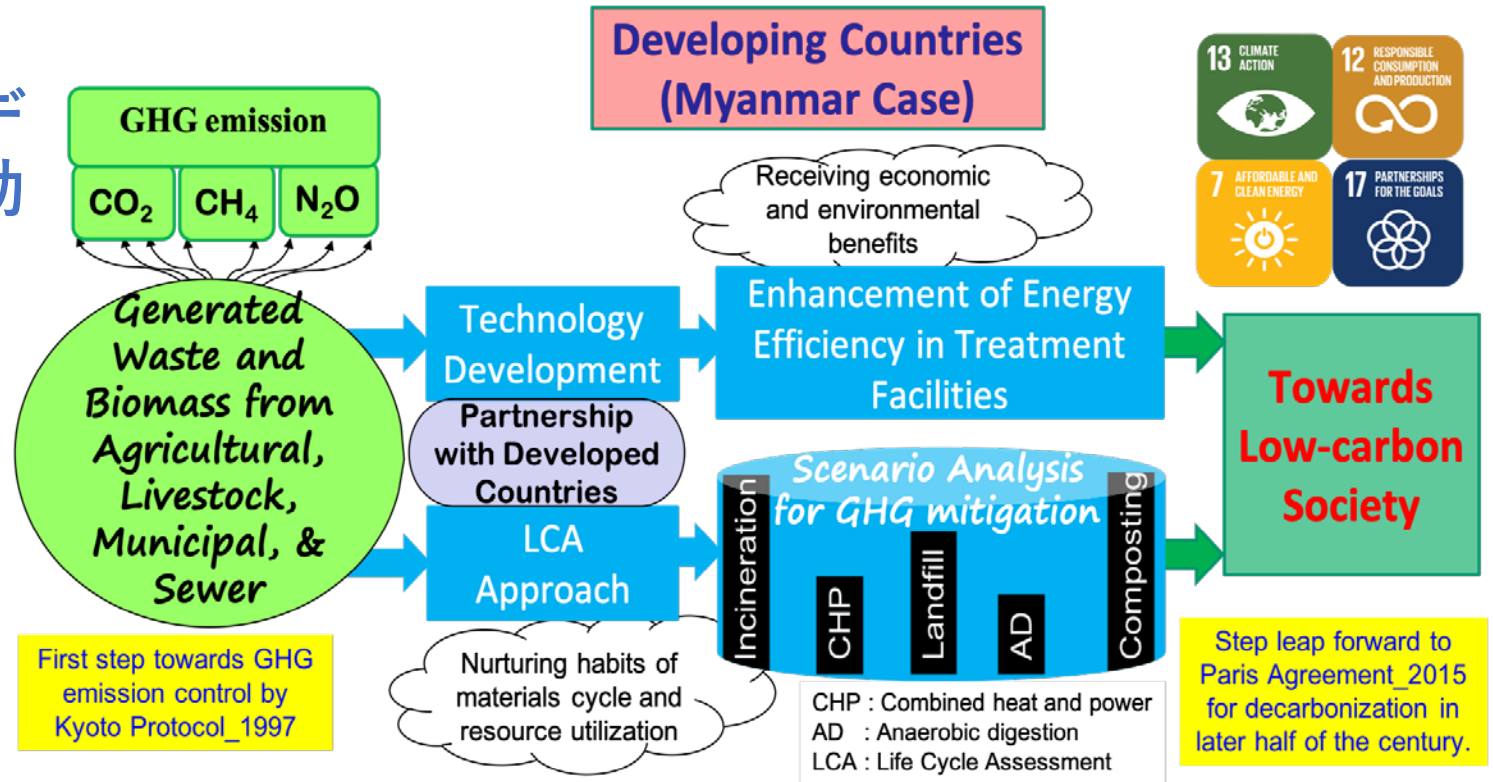 デ
Developing Countries
(Myanmar Case)
13 CLIMATE
ACTION
12 RESPONSIBLE
CONSUMPTION
AND PRODUCTION
7 AFFORDABLE AND
CLEAN ENERGY
17 PARTNERSHIPS
FOR THE GOALS
GHG emission
CO₂
CH₄
N₂O
Generated
Waste and
Biomass from
Agricultural,
Livestock,
Municipal, &
Sewer
First step towards GHG
emission control by
Kyoto Protocol_1997
Technology
Development
Partnership
with Developed
Countries
LCA
Approach
Nurturing habits of
materials cycle and
resource utilization
Receiving economic
and environmental
benefits
Enhancement of Energy
Efficiency in Treatment
Facilities
Scenario Analysis
for GHG mitigation
Incineration
CHP
Landfill
AD
Composting
CHP : Combined heat and power
AD : Anaerobic digestion
LCA : Life Cycle Assessment
Towards
Low-carbon
Society
Step leap forward to
Paris Agreement_2015
for decarbonization in
later half of the century.